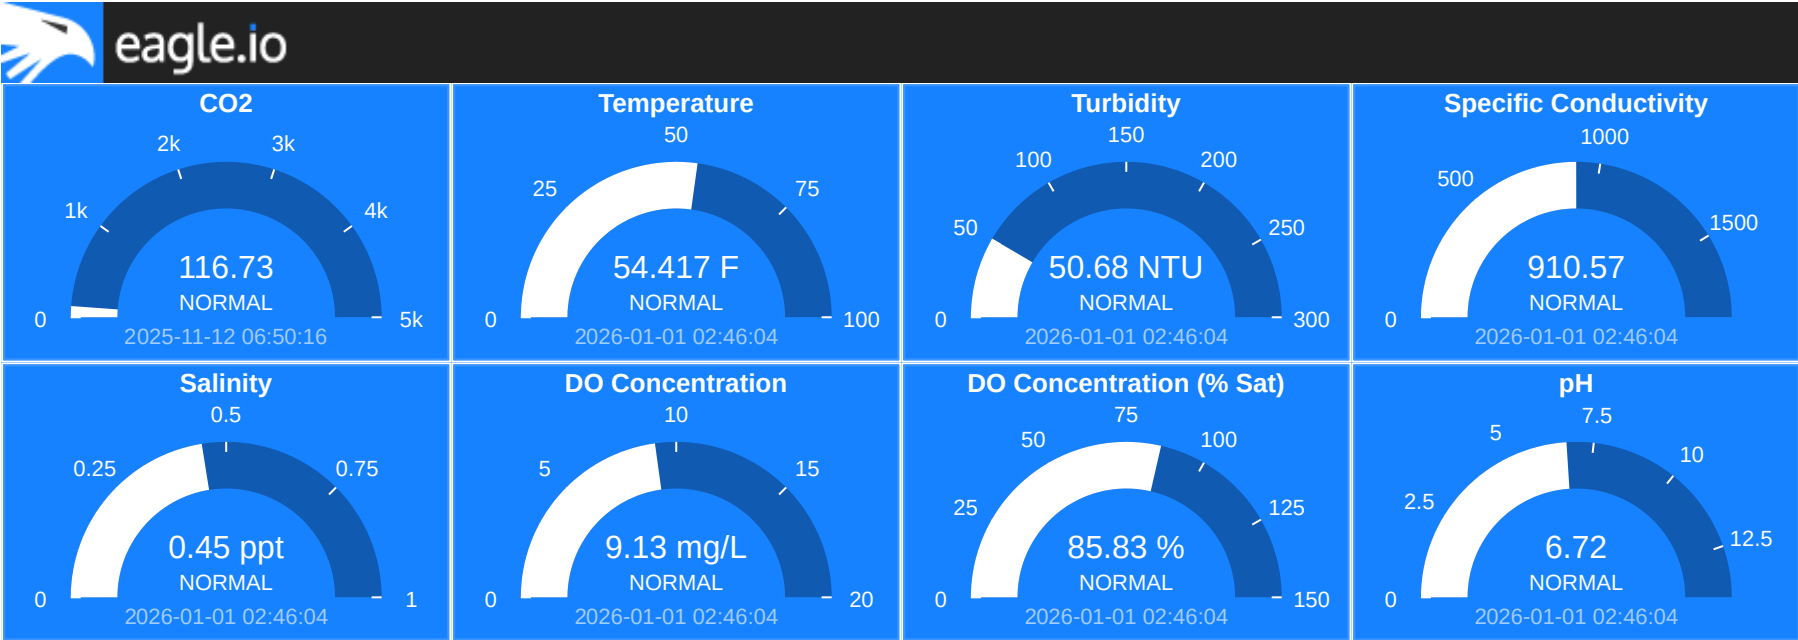 eagle.io
CO2
0
1k
2k
3k
4k
5k
116.73
NORMAL
2025-11-12 06:50:16
Temperature
0
25
50
75
100
54.417 F
NORMAL
2026-01-01 02:46:04
Turbidity
0
50
100
150
200
250
300
50.68 NTU
NORMAL
2026-01-01 02:46:04
Specific Conductivity
0
500
1000
1500
910.57
NORMAL
2026-01-01 02:46:04
Salinity
0
0.25
0.5
0.75
1
0.45 ppt
NORMAL
2026-01-01 02:46:04
DO Concentration
0
5
10
15
20
9.13 mg/L
NORMAL
2026-01-01 02:46:04
DO Concentration (% Sat)
0
25
50
75
100
125
150
85.83 %
NORMAL
2026-01-01 02:46:04
pH
0
2.5
5
7.5
10
12.5
6.72
NORMAL
2026-01-01 02:46:04